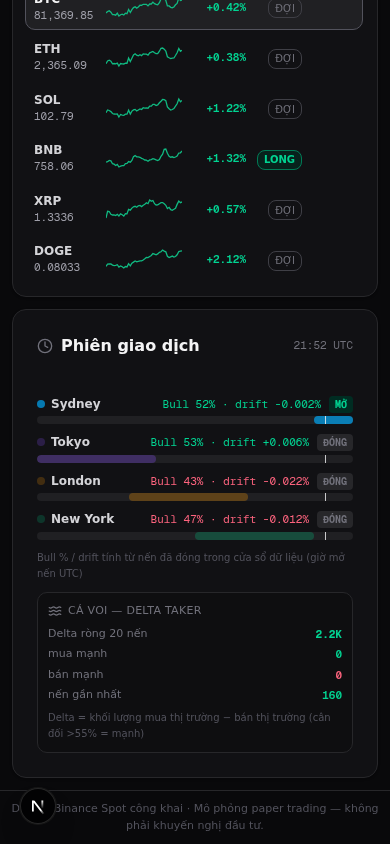 BTC
81,369.85 +0.42% ĐỢI
ETH
2,365.09 +0.38% ĐỢI
SOL
102.79 +1.22% ĐỢI
BNB
758.06 +1.32% LONG
XRP
1.3336 +0.57% ĐỢI
DOGE
0.08033 +2.12% ĐỢI
Phiên giao dịch 21:52 UTC
Sydney Bull 52% · drift -0.002% MỞ
Tokyo Bull 53% · drift +0.006% ĐÓNG
London Bull 43% · drift -0.022% ĐÓNG
New York Bull 47% · drift -0.012% ĐÓNG
Bull % / drift tính từ nến đã đóng trong cửa sổ dữ liệu (giờ mở
nến UTC)
CÁ VOI — DELTA TAKER
Delta ròng 20 nến 2.2K
mua mạnh 0
bán mạnh 0
nến gần nhất 160
Delta = khối lượng mua thị trường − bán thị trường (cân
đối >55% = mạnh)
N Binance Spot công khai · Mô phỏng paper trading — không
phải khuyến nghị đầu tư.